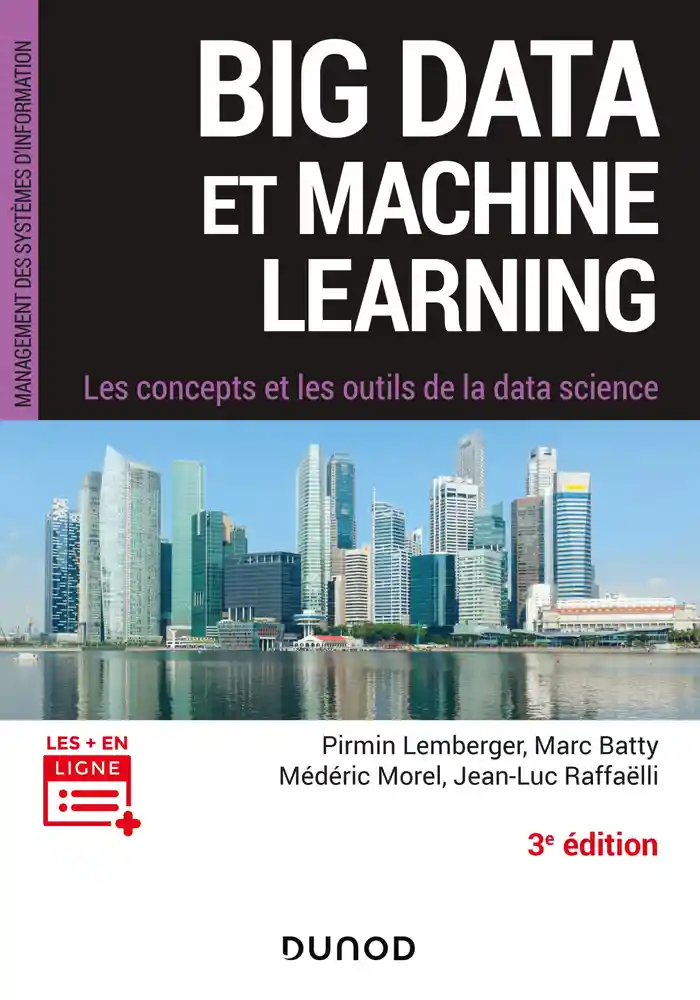 MANAGEMENT DES SYSTÈMES D'INFORMATION
BIG DATA
ET MACHINE
LEARNING
Les concepts et les outils de la data science
LES + EN
LIGNE
Pirmin Lemberger, Marc Batty
Médéric Morel, Jean-Luc Raffaëlli
3e édition
DUNOD